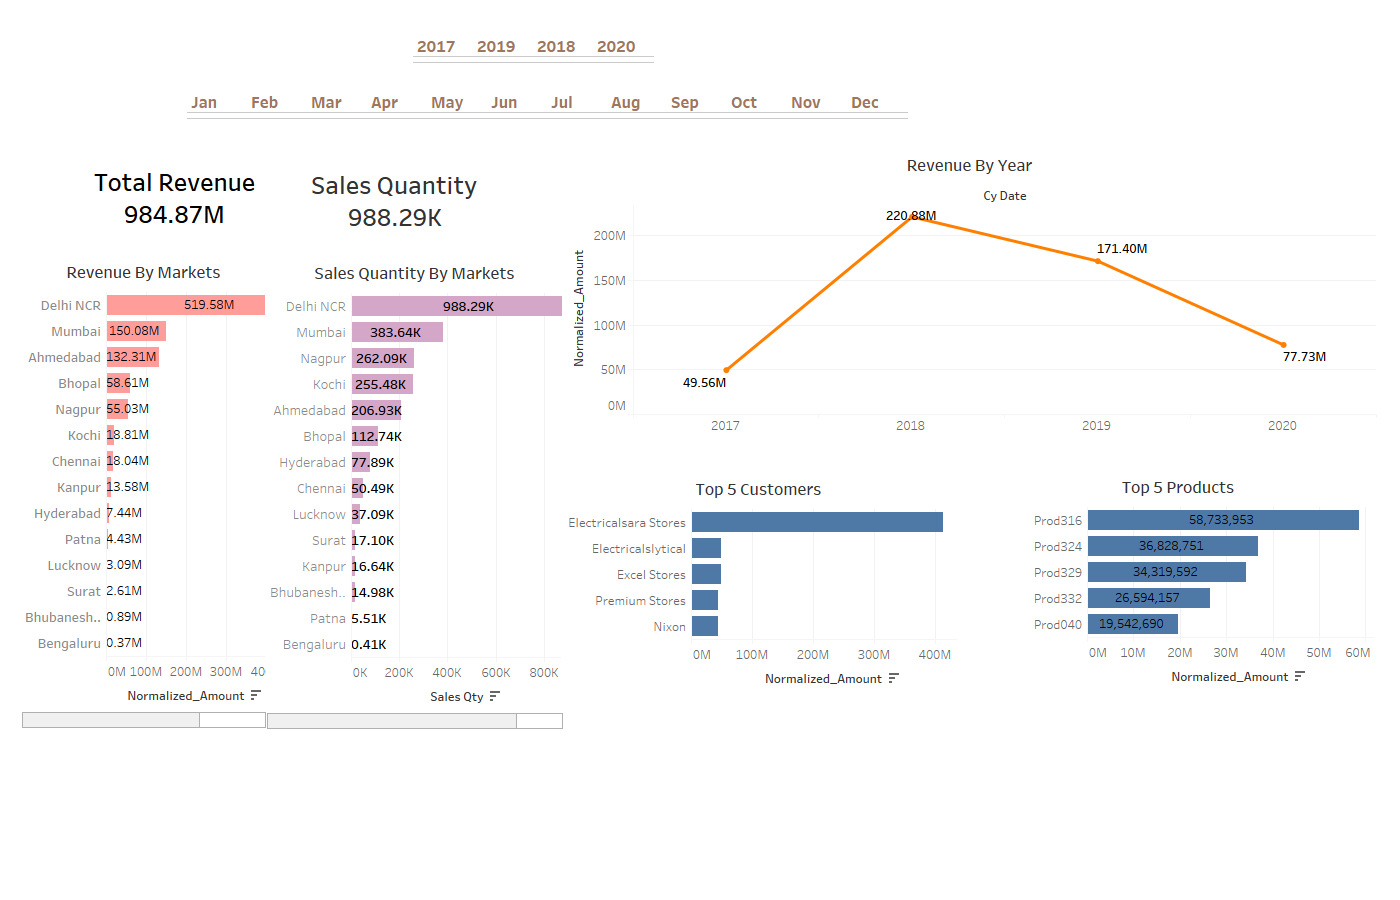 2017 2019 2018 2020
Jan Feb Mar Apr May Jun Jul Aug Sep Oct Nov Dec
Total Revenue
984.87M
Sales Quantity
988.29K
Revenue By Markets
Delhi NCR 519.58M
Mumbai 150.08M
Ahmedabad 132.31M
Bhopal 58.61M
Nagpur 55.03M
Kochi 18.81M
Chennai 18.04M
Kanpur 13.58M
Hyderabad 7.44M
Patna 4.43M
Lucknow 3.09M
Surat 2.61M
Bhubanesh.. 0.89M
Bengaluru 0.37M
0M 100M 200M 300M 40
Normalized_Amount
Sales Quantity By Markets
Delhi NCR 988.29K
Mumbai 383.64K
Nagpur 262.09K
Kochi 255.48K
Ahmedabad 206.93K
Bhopal 112.74K
Hyderabad 77.89K
Chennai 50.49K
Lucknow 37.09K
Surat 17.10K
Kanpur 16.64K
Bhubanesh.. 14.98K
Patna 5.51K
Bengaluru 0.41K
0K 200K 400K 600K 800K
Sales Qty
Revenue By Year
Cy Date
Normalized_Amount
200M
150M
100M
50M
0M
49.56M
220.88M
171.40M
77.73M
2017 2018 2019 2020
Top 5 Customers
Electricalsara Stores
Electricalslytical
Excel Stores
Premium Stores
Nixon
0M 100M 200M 300M 400M
Normalized_Amount
Top 5 Products
Prod316 58,733,953
Prod324 36,828,751
Prod329 34,319,592
Prod332 26,594,157
Prod040 19,542,690
0M 10M 20M 30M 40M 50M 60M
Normalized_Amount